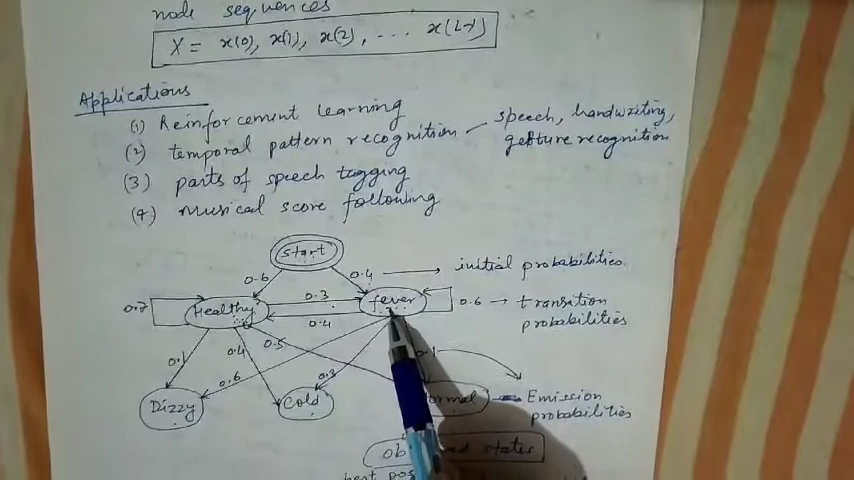 node sequences
X = x(0), x(1), x(2), ... x(L-1)
Applications
(1) Reinforcement learning
(2) temporal pattern recognition – speech, handwriting,
gesture recognition
(3) parts of speech tagging
(4) Musical score following
start
0.6 0.4 → initial probabilities
0.7 Healthy 0.3 fever 0.6 → transition
0.4 probabilities
0.1 0.4 0.5 0.6 0.3 0.1
Dizzy Cold Normal Emission
probabilities
states
best